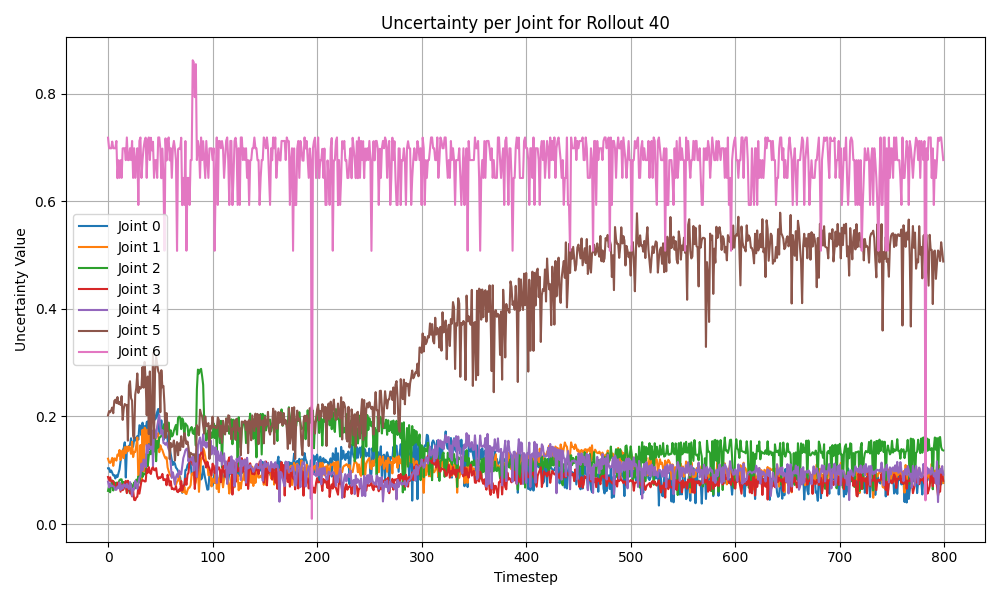 Uncertainty per Joint for Rollout 40
Uncertainty Value
0.8
0.6
0.4
0.2
0.0
Joint 0
Joint 1
Joint 2
Joint 3
Joint 4
Joint 5
Joint 6
0 100 200 300 400 500 600 700 800
Timestep